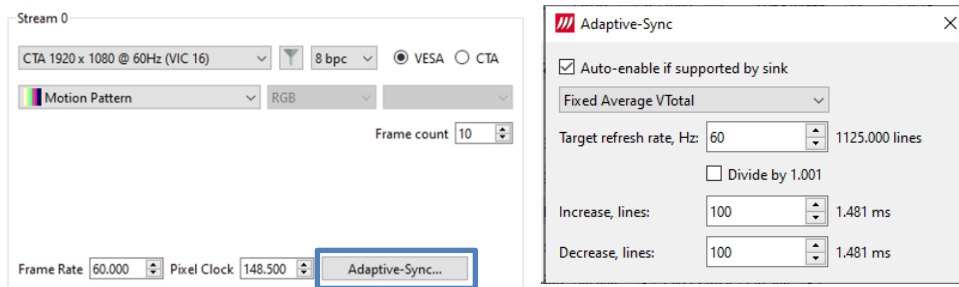 Stream 0
CTA 1920 x 1080 @ 60Hz (VIC 16) 8 bpc VESA CTA
Motion Pattern RGB
Frame count 10
Frame Rate 60.000 Pixel Clock 148.500 Adaptive-Sync...
Adaptive-Sync
Auto-enable if supported by sink
Fixed Average VTotal
Target refresh rate, Hz: 60 1125.000 lines
Divide by 1.001
Increase, lines: 100 1.481 ms
Decrease, lines: 100 1.481 ms